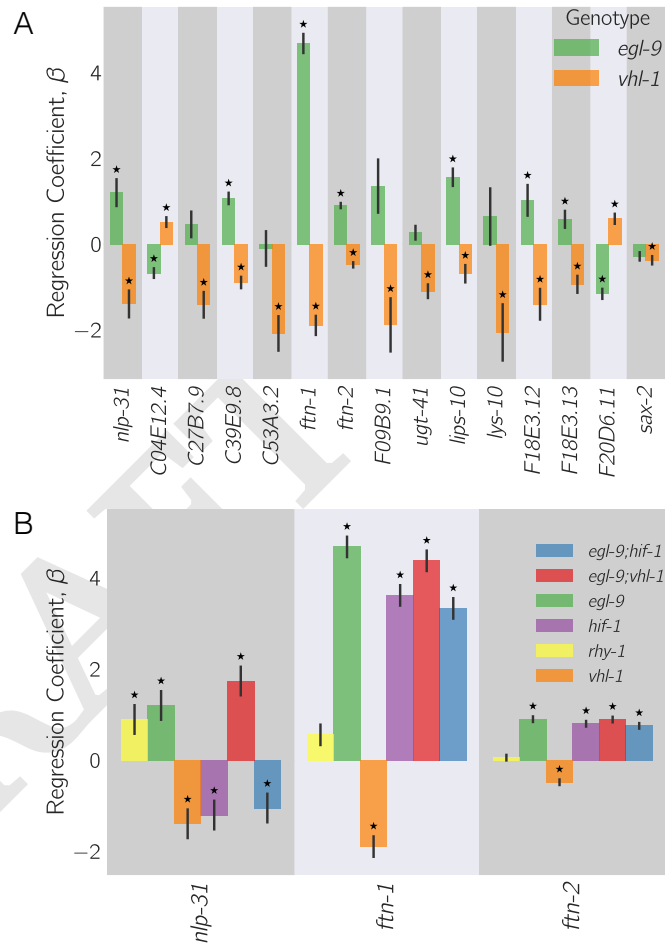 A
Genotype
egl-9
vhl-1
Regression Coefficient, β
4
2
0
−2
nlp-31
C04E12.4
C27B7.9
C39E9.8
C53A3.2
ftn-1
ftn-2
F09B9.1
ugt-41
lips-10
lys-10
F18E3.12
F18E3.13
F20D6.11
sax-2
B
egl-9;hif-1
egl-9;vhl-1
egl-9
hif-1
rhy-1
vhl-1
Regression Coefficient, β
4
2
0
−2
nlp-31
ftn-1
ftn-2